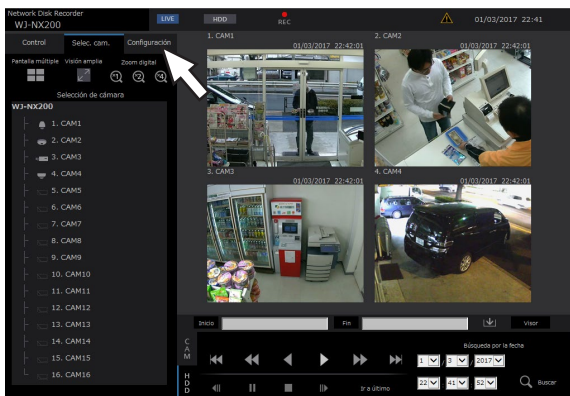 Network Disk Recorder
WJ-NX200
LIVE
HDD
REC
01/03/2017 22:41
Control
Selec. cam.
Configuración
Pantalla múltiple
Visión amplia
Zoom digital
Selección de cámara
WJ-NX200
1. CAM1
2. CAM2
3. CAM3
4. CAM4
5. CAM5
6. CAM6
7. CAM7
8. CAM8
9. CAM9
10. CAM10
11. CAM11
12. CAM12
13. CAM13
14. CAM14
15. CAM15
16. CAM16
1. CAM1
01/03/2017 22:42:01
2. CAM2
01/03/2017 22:42:01
3. CAM3
01/03/2017 22:42:01
4. CAM4
01/03/2017 22:42:01
Inicio
Fin
Visor
CAM
HDD
Ir a último
Búsqueda por la fecha
1 / 3 / 2017
22 : 41 : 52
Buscar